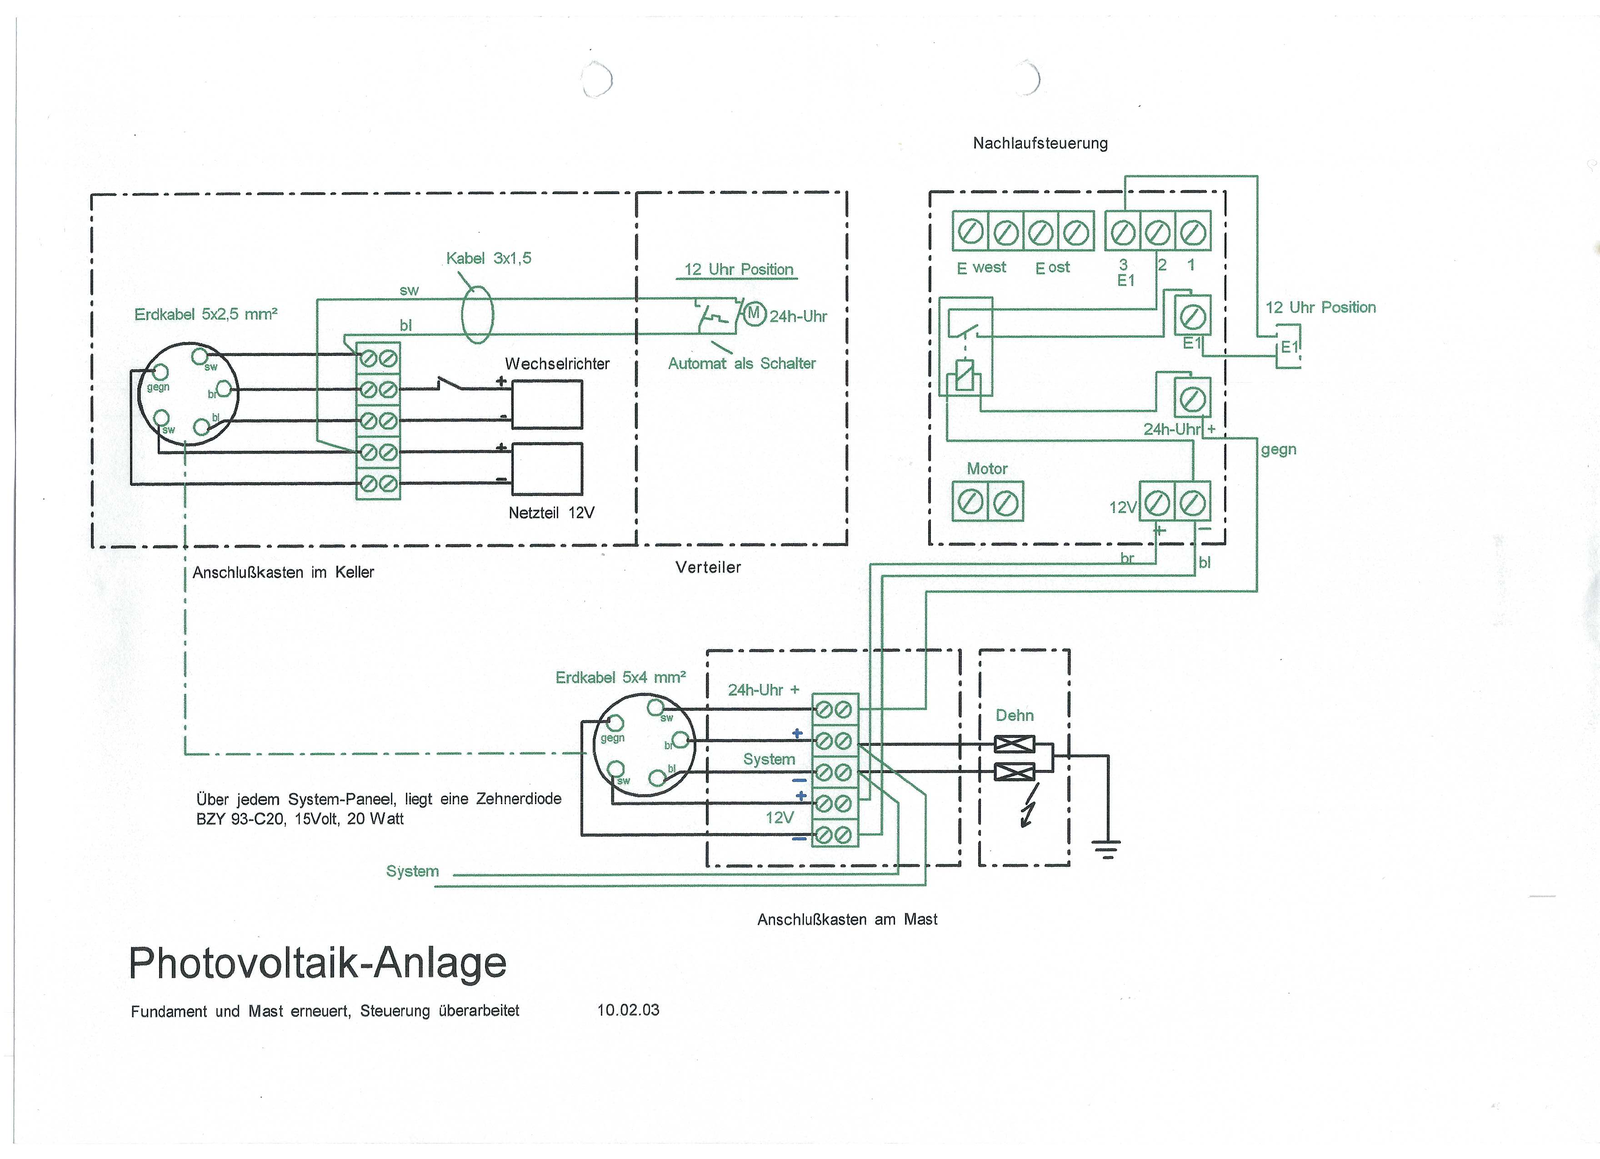 Nachlaufsteuerung
Kabel 3x1,5
12 Uhr Position
E west
E ost
3
2
1
E1
sw
Erdkabel 5x2,5 mm²
M
24h-Uhr
12 Uhr Position
bl
E1
E1
Wechselrichter
Automat als Schalter
sw
gegn
+
br
-
bl
sw
24h-Uhr +
gegn
+
Motor
-
12V
Netzteil 12V
+
-
br
bl
Anschlußkasten im Keller
Verteiler
Erdkabel 5x4 mm²
24h-Uhr +
Dehn
sw
gegn
+
br
System
bl
-
sw
+
12V
-
Über jedem System-Paneel, liegt eine Zehnerdiode
BZY 93-C20, 15Volt, 20 Watt
System
Anschlußkasten am Mast
Photovoltaik-Anlage
Fundament und Mast erneuert, Steuerung überarbeitet 10.02.03